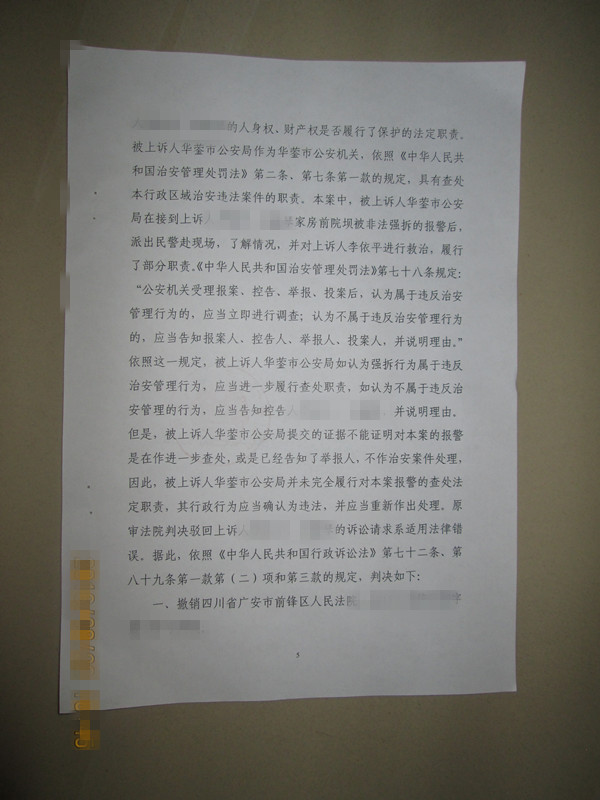 的人身权、财产权是否履行了保护的法定职责。
被上诉人华蓥市公安局作为华蓥市公安机关，依照《中华人民共
和国治安管理处罚法》第二条、第七条第一款的规定，具有查处
本行政区域治安违法案件的职责。本案中，被上诉人华蓥市公安
局在接到上诉人 家房前院坝被非法强拆的报警后，
派出民警赴现场，了解情况，并对上诉人李依平进行救治，履行
了部分职责。《中华人民共和国治安管理处罚法》第七十八条规定：
“公安机关受理报案、控告、举报、投案后，认为属于违反治安
管理行为的，应当立即进行调查；认为不属于违反治安管理行为
的，应当告知报案人、控告人、举报人、投案人，并说明理由。”
依照这一规定，被上诉人华蓥市公安局如认为强拆行为属于违反
治安管理行为，应当进一步履行查处职责，如认为不属于违反治
安管理的行为，应当告知控告 并说明理由。
但是，被上诉人华蓥市公安局提交的证据不能证明对本案的报警
是在作进一步查处，或是已经告知了举报人，不作治安案件处理，
因此，被上诉人华蓥市公安局并未完全履行对本案报警的查处法
定职责，其行政行为应当确认为违法，并应当重新作出处理。原
审法院判决驳回上诉人 的诉讼请求系适用法律错
误。据此，依照《中华人民共和国行政诉讼法》第七十二条、第
八十九条第一款第（二）项和第三款的规定，判决如下：
一、撤销四川省广安市前锋区人民法院 字
5